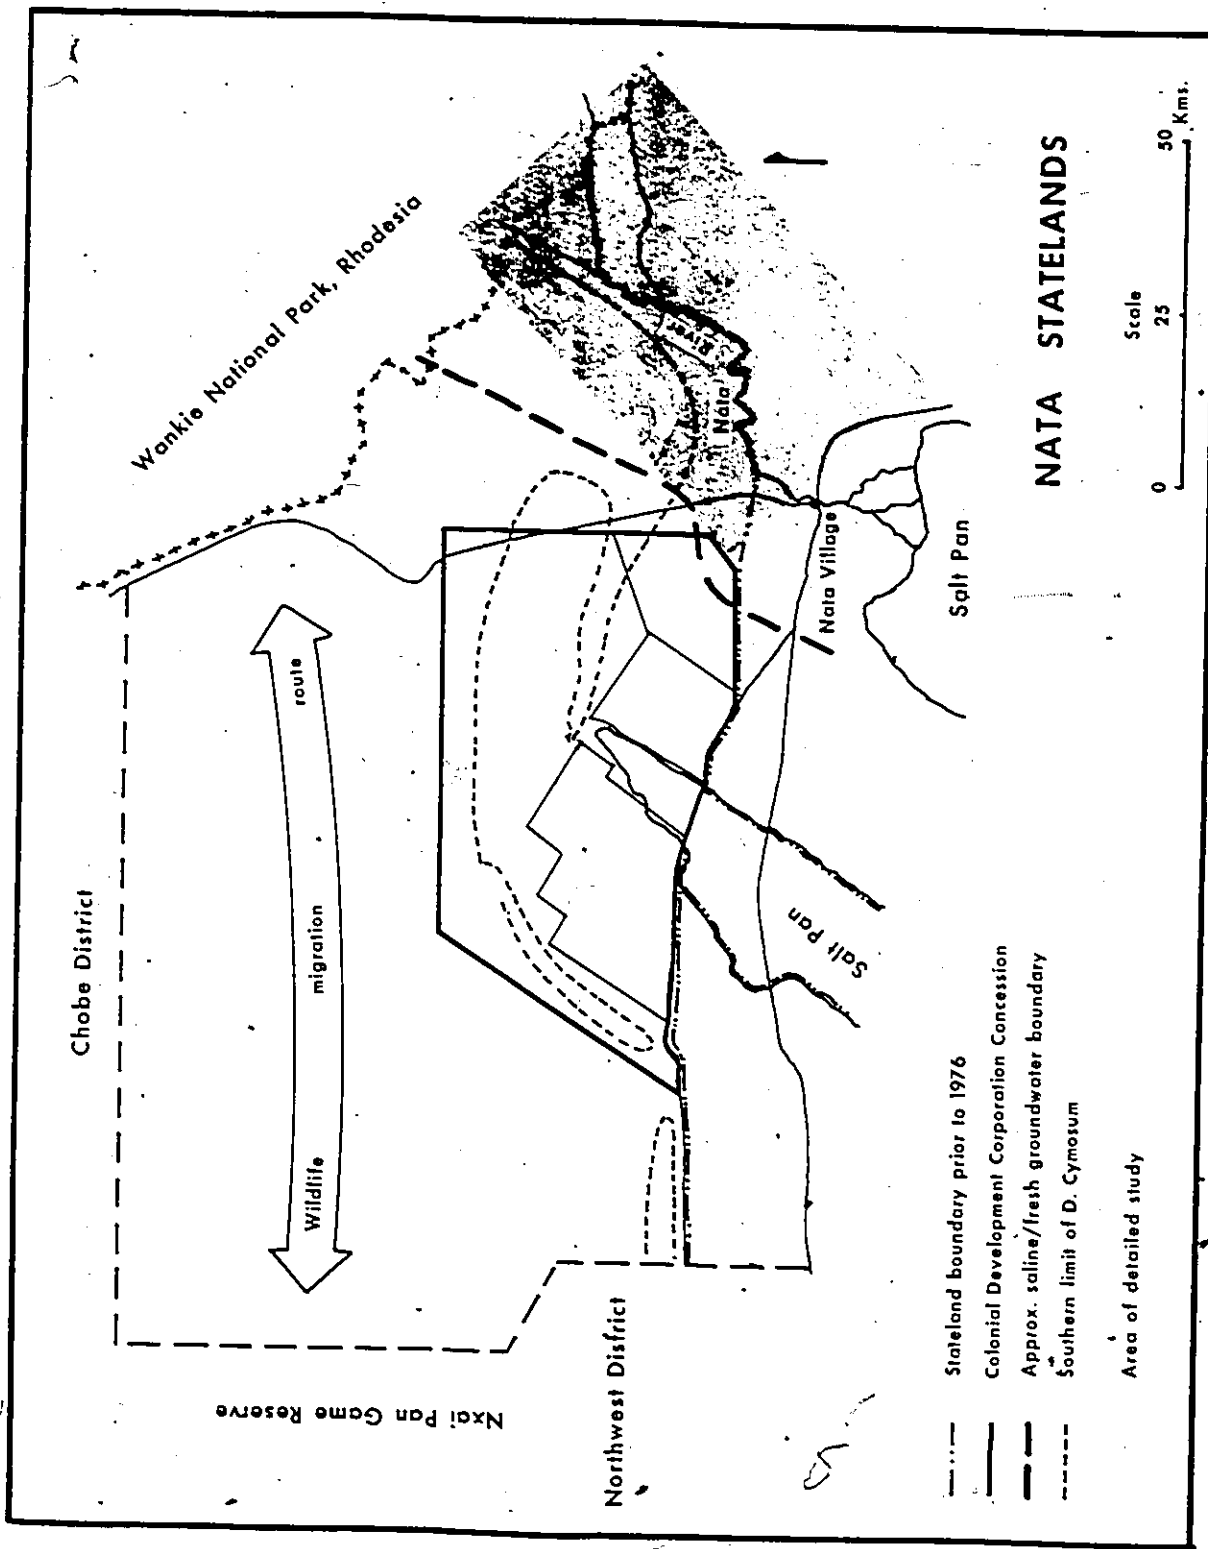 Chobe District
Wankie National Park, Rhodesia
Wildlife migration route
Nxai Pan Game Reserve
Northwest District
Nata
River
Nata Village
Salt Pan
Salt Pan
Stateland boundary prior to 1976
Colonial Development Corporation Concession
Approx. saline/fresh groundwater boundary
Southern limit of D. Cymosum
Area of detailed study
NATA STATELANDS
Scale
0 25 50 Kms.